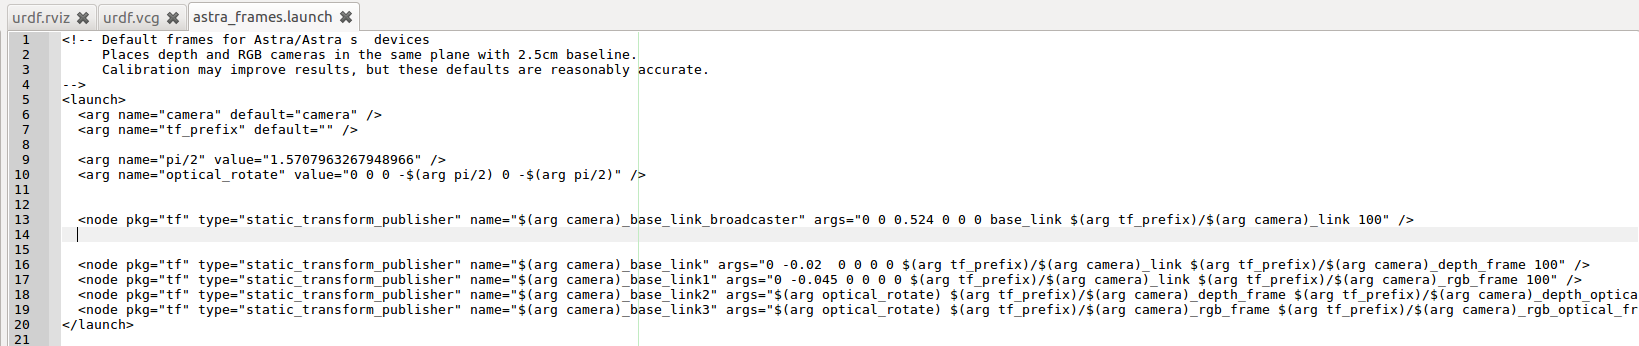 urdf.rviz ✖ urdf.vcg ✖ astra_frames.launch ✖
1 <!-- Default frames for Astra/Astra s  devices
2      Places depth and RGB cameras in the same plane with 2.5cm baseline.
3      Calibration may improve results, but these defaults are reasonably accurate.
4 -->
5 <launch>
6   <arg name="camera" default="camera" />
7   <arg name="tf_prefix" default="" />
8
9   <arg name="pi/2" value="1.5707963267948966" />
10   <arg name="optical_rotate" value="0 0 0 -$(arg pi/2) 0 -$(arg pi/2)" />
11
12
13   <node pkg="tf" type="static_transform_publisher" name="$(arg camera)_base_link_broadcaster" args="0 0 0.524 0 0 0 base_link $(arg tf_prefix)/$(arg camera)_link 100" />
14
15
16   <node pkg="tf" type="static_transform_publisher" name="$(arg camera)_base_link" args="0 -0.02  0 0 0 0 $(arg tf_prefix)/$(arg camera)_link $(arg tf_prefix)/$(arg camera)_depth_frame 100" />
17   <node pkg="tf" type="static_transform_publisher" name="$(arg camera)_base_link1" args="0 -0.045 0 0 0 0 $(arg tf_prefix)/$(arg camera)_link $(arg tf_prefix)/$(arg camera)_rgb_frame 100" />
18   <node pkg="tf" type="static_transform_publisher" name="$(arg camera)_base_link2" args="$(arg optical_rotate) $(arg tf_prefix)/$(arg camera)_depth_frame $(arg tf_prefix)/$(arg camera)_depth_optica
19   <node pkg="tf" type="static_transform_publisher" name="$(arg camera)_base_link3" args="$(arg optical_rotate) $(arg tf_prefix)/$(arg camera)_rgb_frame $(arg tf_prefix)/$(arg camera)_rgb_optical_fr
20 </launch>
21